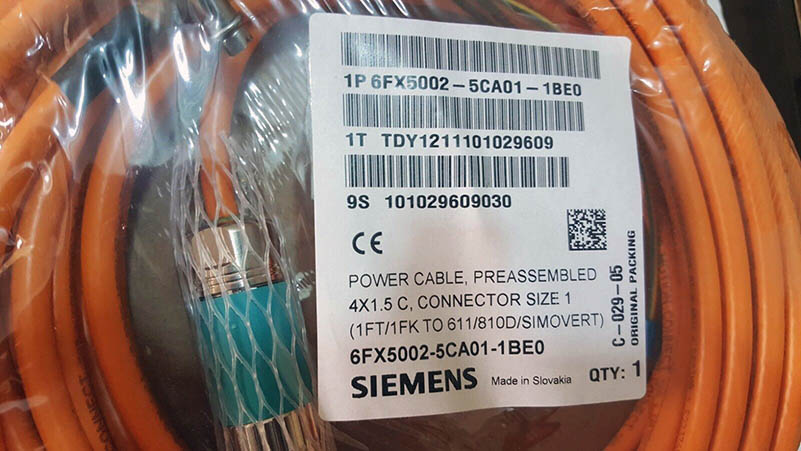 1P 6FX5002-5CA01-1BE0
1T TDY1211101029609
9S 101029609030
CE
POWER CABLE, PREASSEMBLED
4X1.5 C, CONNECTOR SIZE 1
(1FT/1FK TO 611/810D/SIMOVERT)
6FX5002-5CA01-1BE0
SIEMENS Made in Slovakia QTY: 1
C-029-05
ORIGINAL PACKING